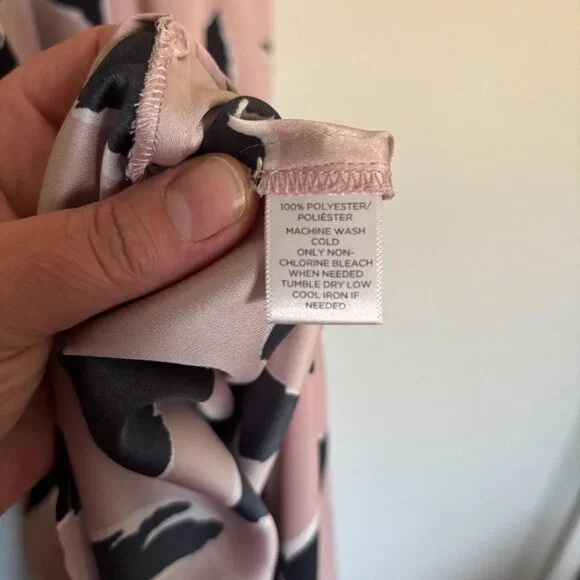 100% POLYESTER/
POLIÉSTER
MACHINE WASH
COLD
ONLY NON-
CHLORINE BLEACH
WHEN NEEDED
TUMBLE DRY LOW
COOL IRON IF
NEEDED